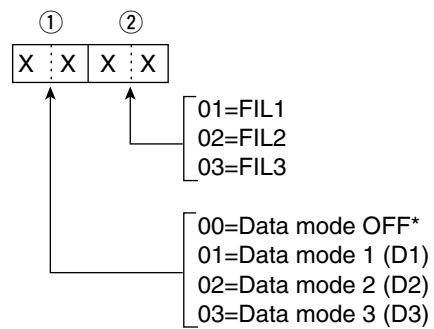 ① ②
X X X X
01=FIL1
02=FIL2
03=FIL3
00=Data mode OFF*
01=Data mode 1 (D1)
02=Data mode 2 (D2)
03=Data mode 3 (D3)